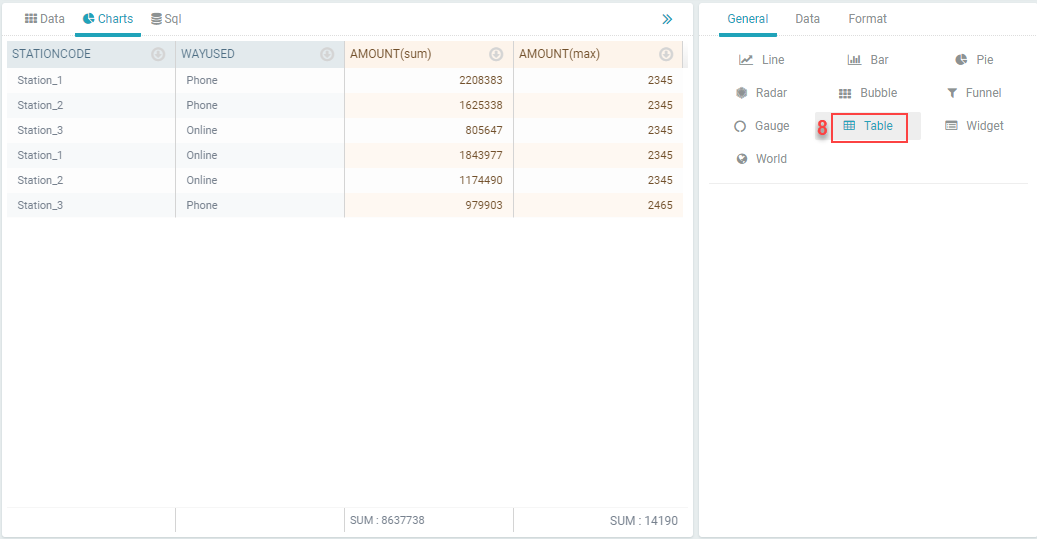 Data Charts Sql
STATIONCODE WAYUSED AMOUNT(sum) AMOUNT(max)
Station_1 Phone 2208383 2345
Station_2 Phone 1625338 2345
Station_3 Online 805647 2345
Station_1 Online 1843977 2345
Station_2 Online 1174490 2345
Station_3 Phone 979903 2465
SUM : 8637738 SUM : 14190
General Data Format
Line Bar Pie
Radar Bubble Funnel
Gauge 8 Table Widget
World